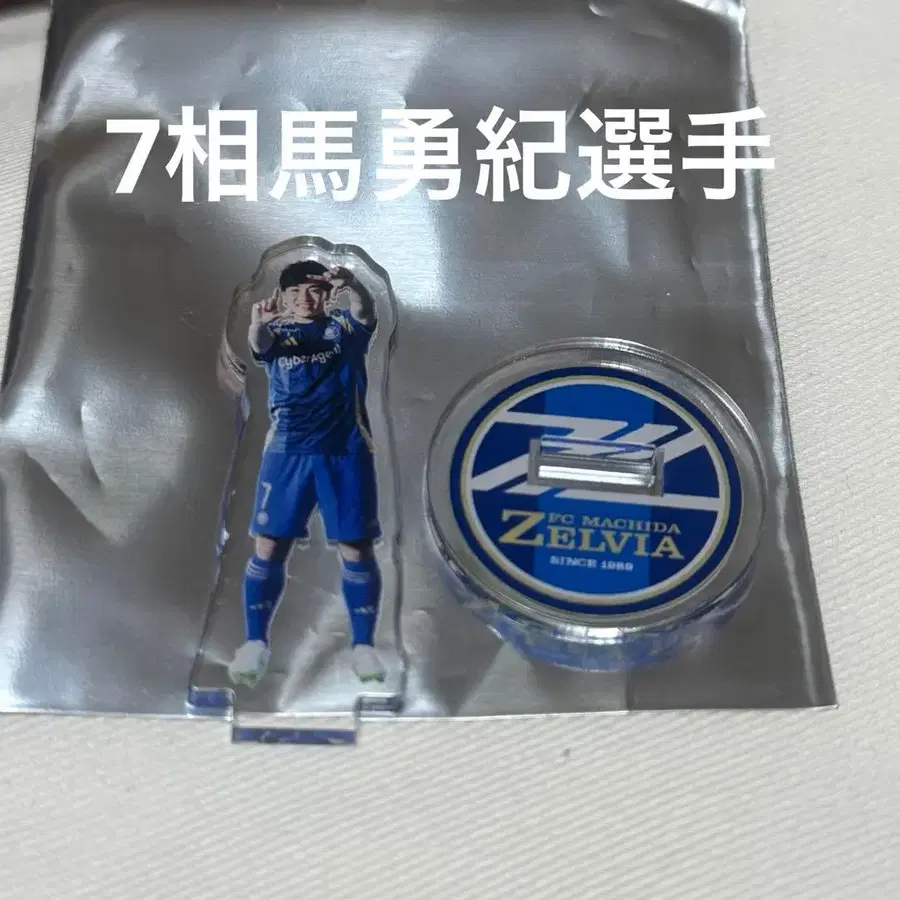 7相馬勇紀選手
CyberAgent
7
FC MACHIDA
ZELVIA
SINCE 1989